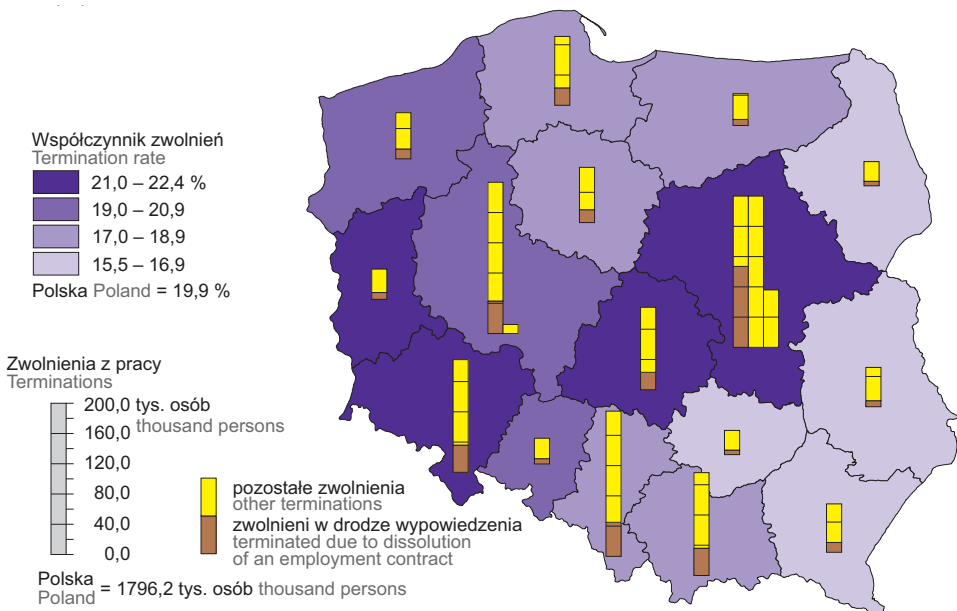 Współczynnik zwolnień
Termination rate
21,0 – 22,4 %
19,0 – 20,9
17,0 – 18,9
15,5 – 16,9
Polska Poland = 19,9 %
Zwolnienia z pracy
Terminations
200,0 tys. osób
thousand persons
160,0
120,0
80,0
40,0
0,0
pozostałe zwolnienia
other terminations
zwolnieni w drodze wypowiedzenia
terminated due to dissolution
of an employment contract
Polska
Poland = 1796,2 tys. osób thousand persons